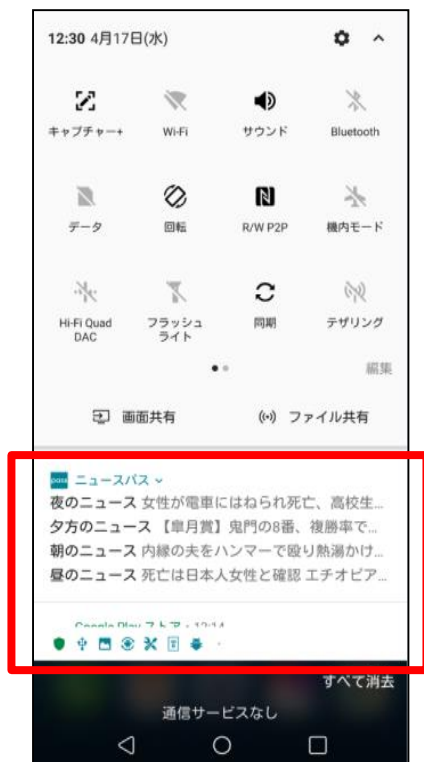 12:30 4月17日(水)
キャプチャー+ Wi-Fi サウンド Bluetooth
データ 回転 R/W P2P 機内モード
Hi-Fi Quad DAC フラッシュライト 同期 テザリング
編集
画面共有 ファイル共有
pass ニュースパス
夜のニュース 女性が電車にはねられ死亡、高校生...
夕方のニュース 【皐月賞】鬼門の8番、複勝率で...
朝のニュース 内縁の夫をハンマーで殴り熱湯かけ...
昼のニュース 死亡は日本人女性と確認 エチオピア...
Google Play ストア・12:14
すべて消去
通信サービスなし